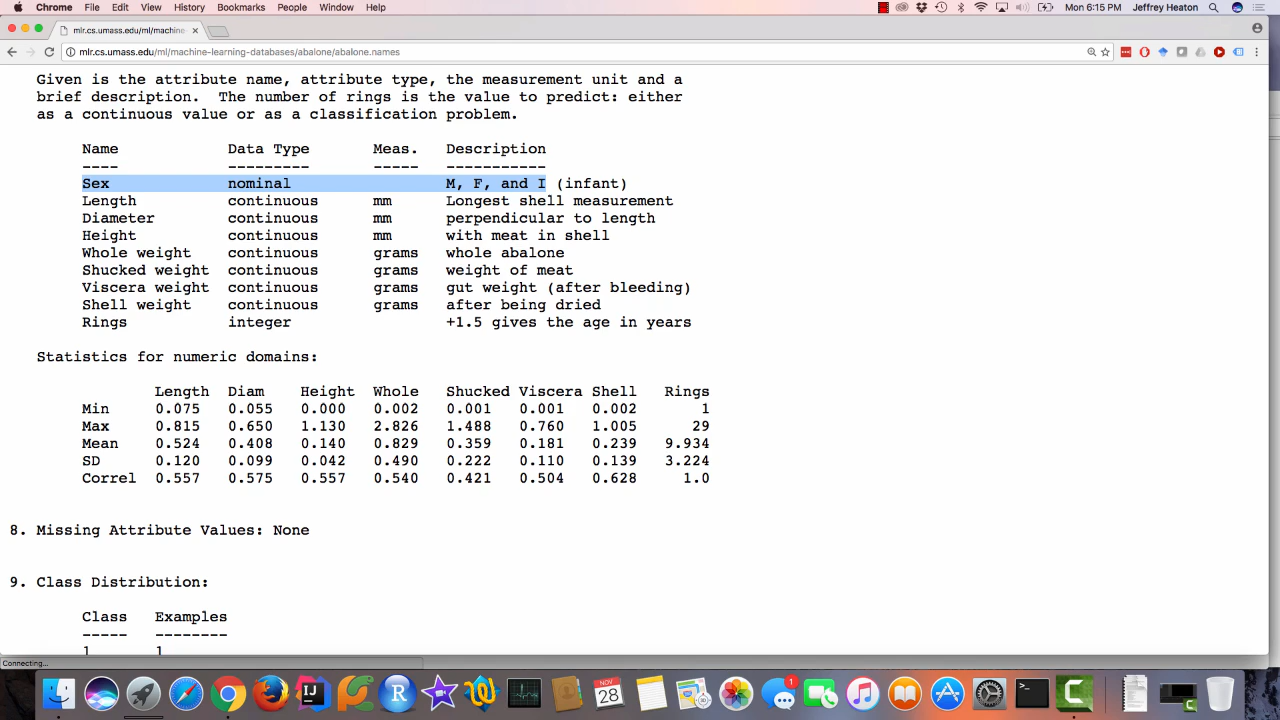 Chrome File Edit View History Bookmarks People Window Help Mon 6:15 PM Jeffrey Heaton
mlr.cs.umass.edu/ml/machine-
mlr.cs.umass.edu/ml/machine-learning-databases/abalone/abalone.names
Given is the attribute name, attribute type, the measurement unit and a
brief description. The number of rings is the value to predict: either
as a continuous value or as a classification problem.
Name Data Type Meas. Description
---- --------- ----- -----------
Sex nominal M, F, and I (infant)
Length continuous mm Longest shell measurement
Diameter continuous mm perpendicular to length
Height continuous mm with meat in shell
Whole weight continuous grams whole abalone
Shucked weight continuous grams weight of meat
Viscera weight continuous grams gut weight (after bleeding)
Shell weight continuous grams after being dried
Rings integer +1.5 gives the age in years
Statistics for numeric domains:
Length Diam Height Whole Shucked Viscera Shell Rings
Min 0.075 0.055 0.000 0.002 0.001 0.001 0.002 1
Max 0.815 0.650 1.130 2.826 1.488 0.760 1.005 29
Mean 0.524 0.408 0.140 0.829 0.359 0.181 0.239 9.934
SD 0.120 0.099 0.042 0.490 0.222 0.110 0.139 3.224
Correl 0.557 0.575 0.557 0.540 0.421 0.504 0.628 1.0
8. Missing Attribute Values: None
9. Class Distribution:
Class Examples
----- --------
1 1
Connecting...
NOV
28
1